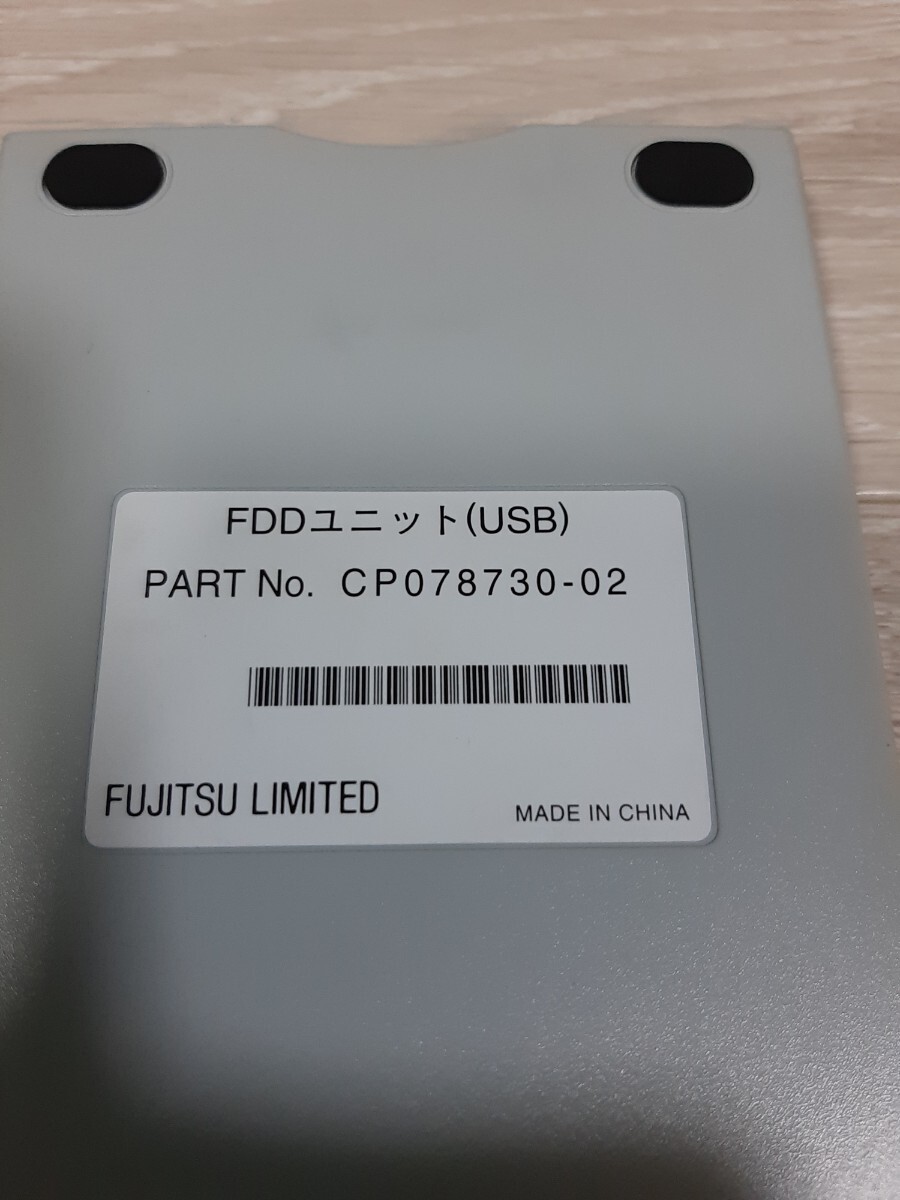 FDDユニット(USB)
PART No. CP078730-02
FUJITSU LIMITED
MADE IN CHINA